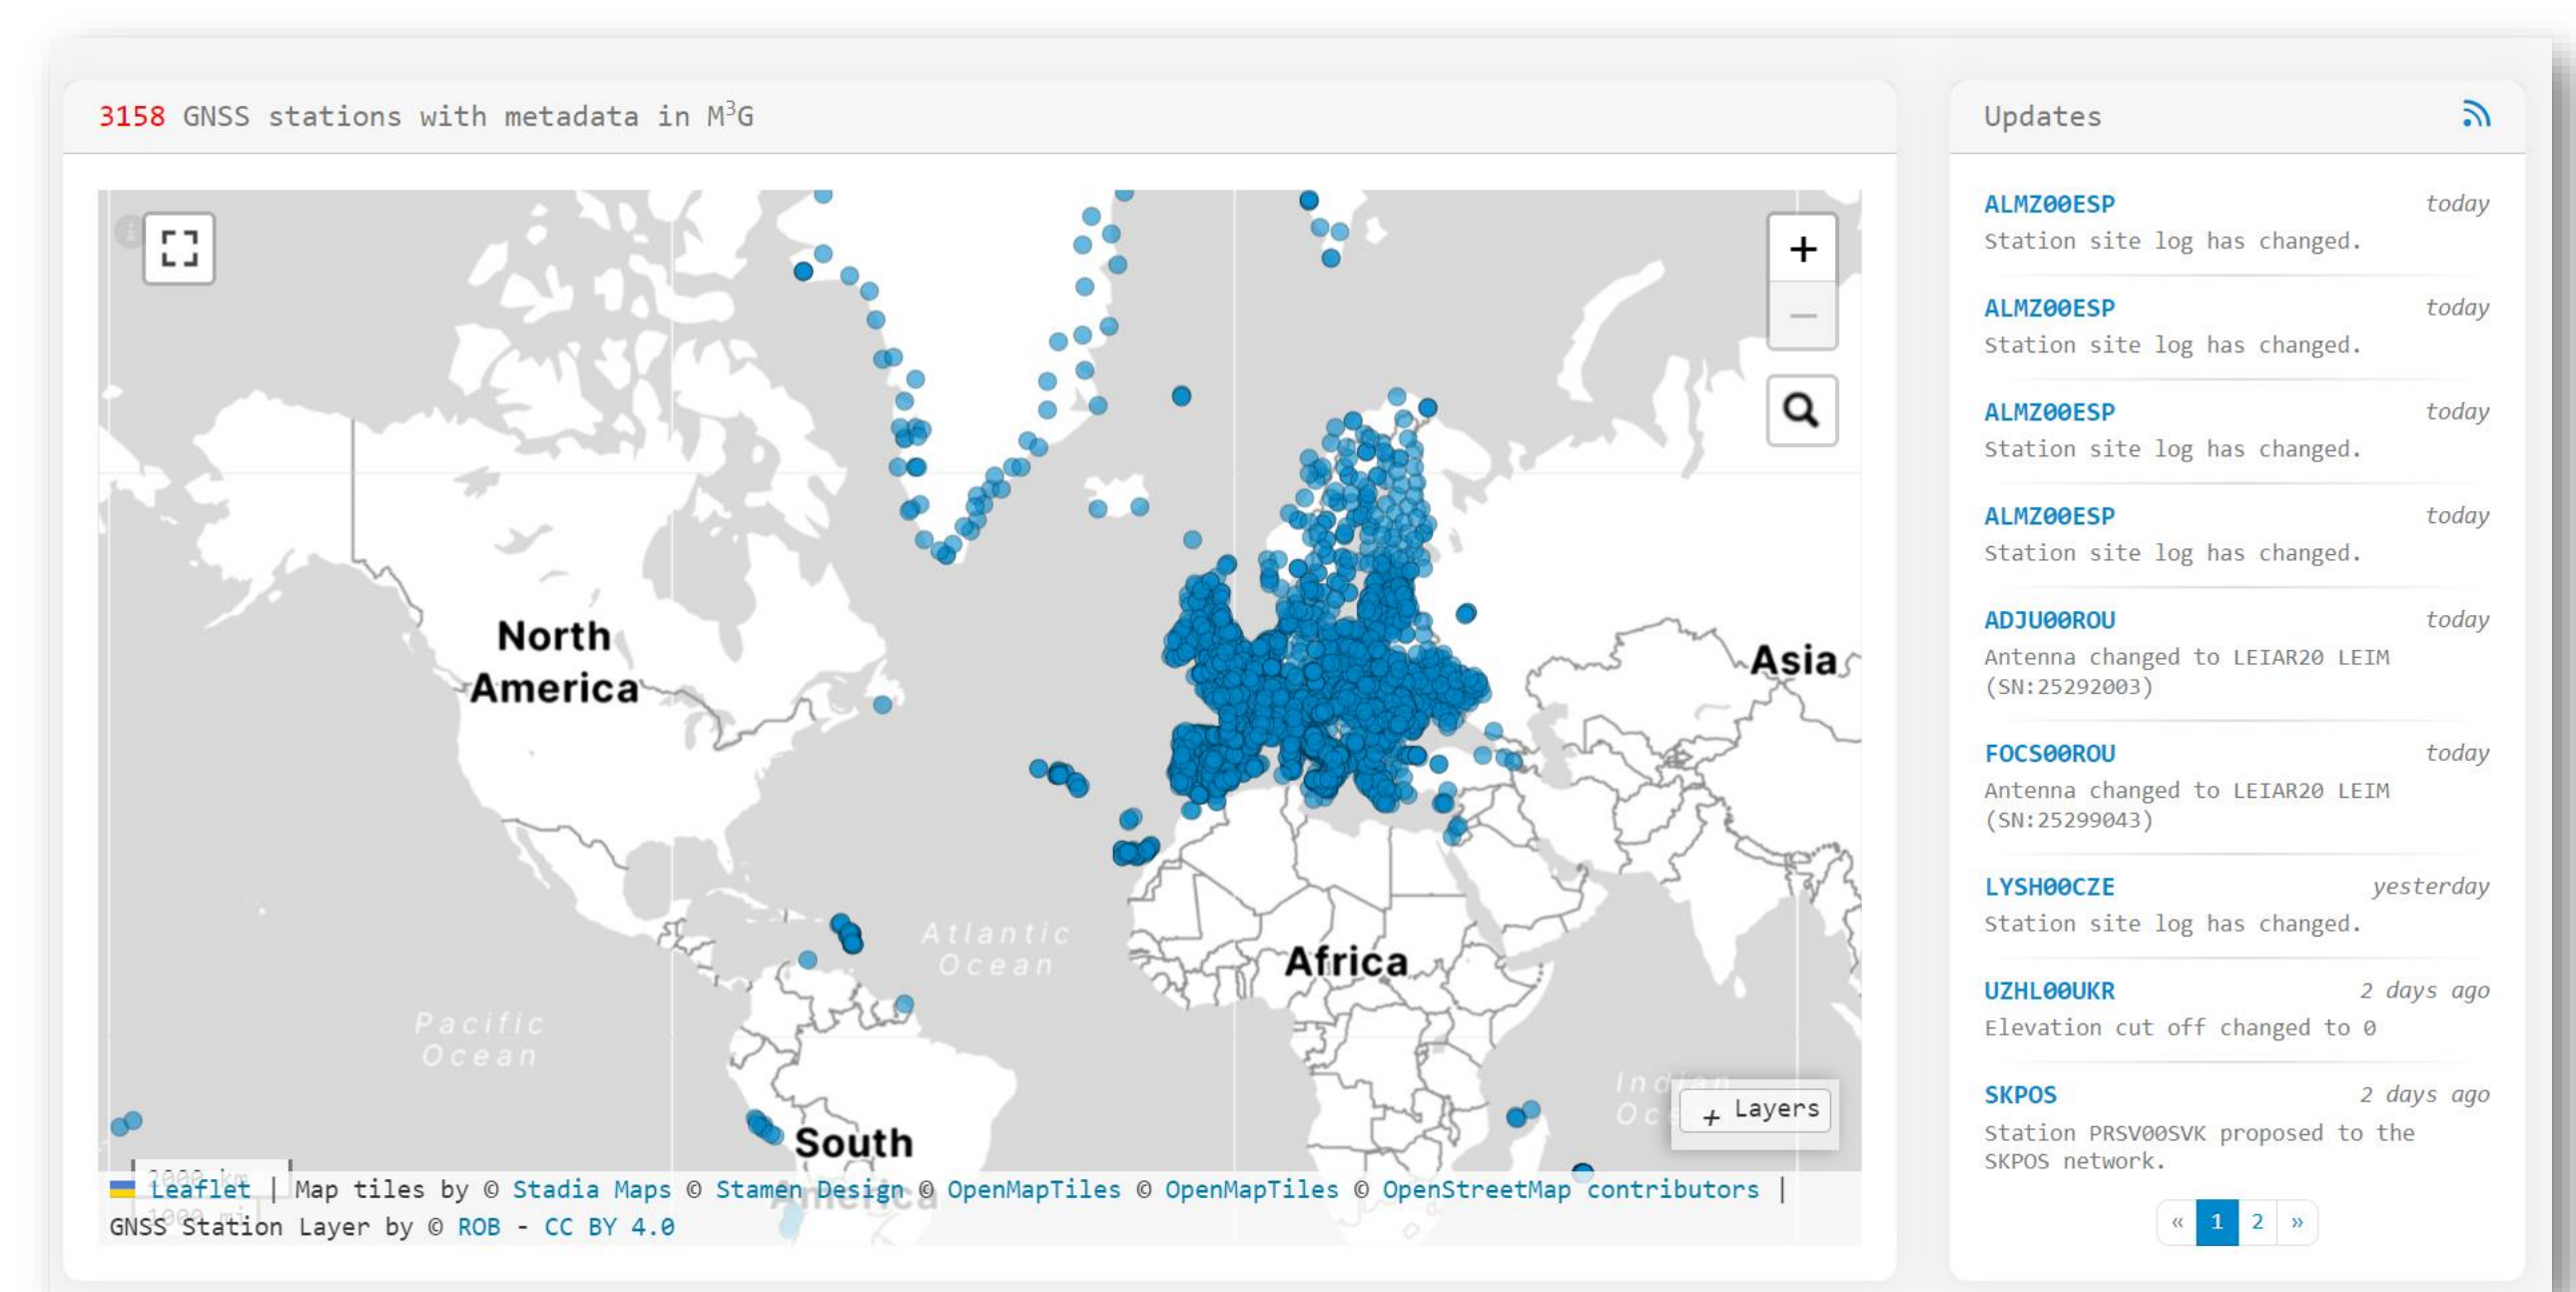 3158 GNSS stations with metadata in M³G
+
−
North
America
Asia
Atlantic
Ocean
Africa
Pacific
Ocean
Indian
+ Layers
South
America
2000 km
1000 mi
Leaflet | Map tiles by © Stadia Maps © Stamen Design © OpenMapTiles © OpenMapTiles © OpenStreetMap contributors |
GNSS Station Layer by © ROB - CC BY 4.0
Updates
ALMZ00ESP today
Station site log has changed.
ALMZ00ESP today
Station site log has changed.
ALMZ00ESP today
Station site log has changed.
ALMZ00ESP today
Station site log has changed.
ADJU00ROU today
Antenna changed to LEIAR20 LEIM
(SN:25292003)
FOCS00ROU today
Antenna changed to LEIAR20 LEIM
(SN:25299043)
LYSH00CZE yesterday
Station site log has changed.
UZHL00UKR 2 days ago
Elevation cut off changed to 0
SKPOS 2 days ago
Station PRSV00SVK proposed to the
SKPOS network.
« 1 2 »